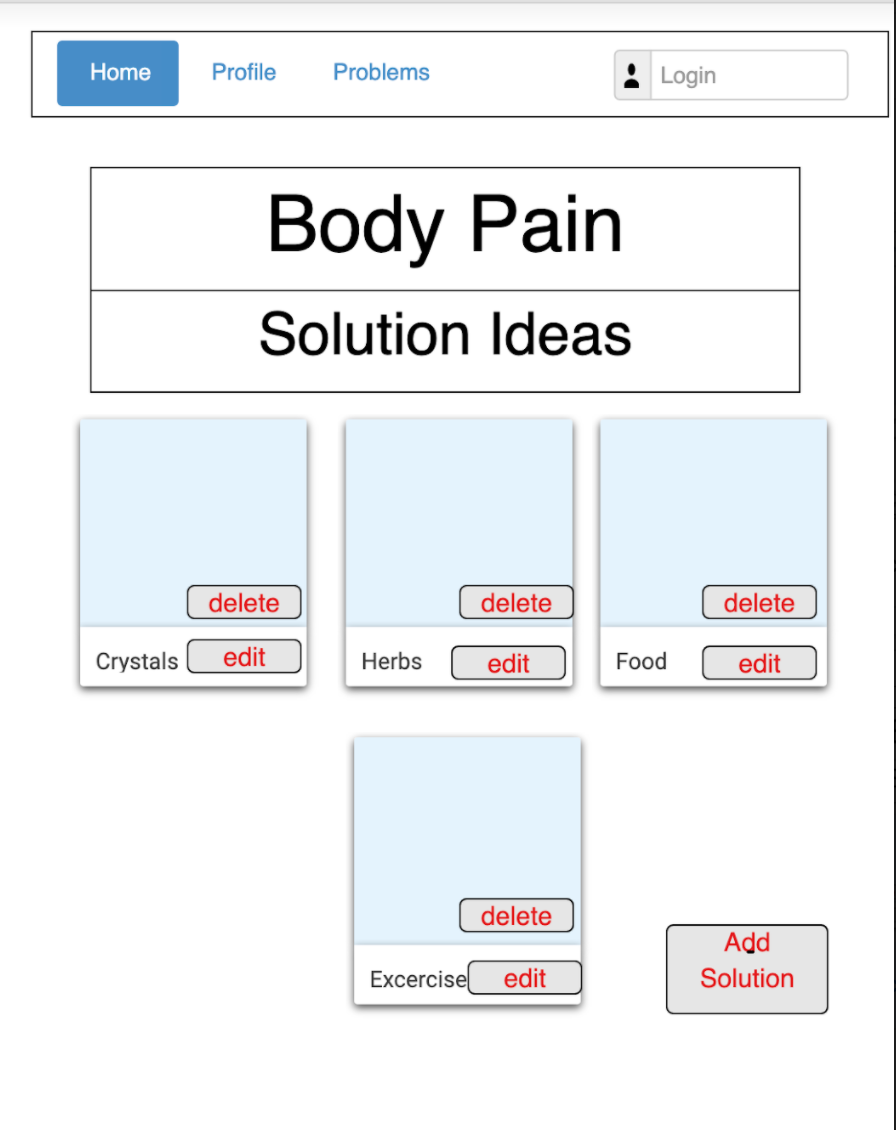 Home Profile Problems Login
Body Pain
Solution Ideas
delete delete delete
Crystals edit Herbs edit Food edit
delete
Excercise edit
Add
Solution